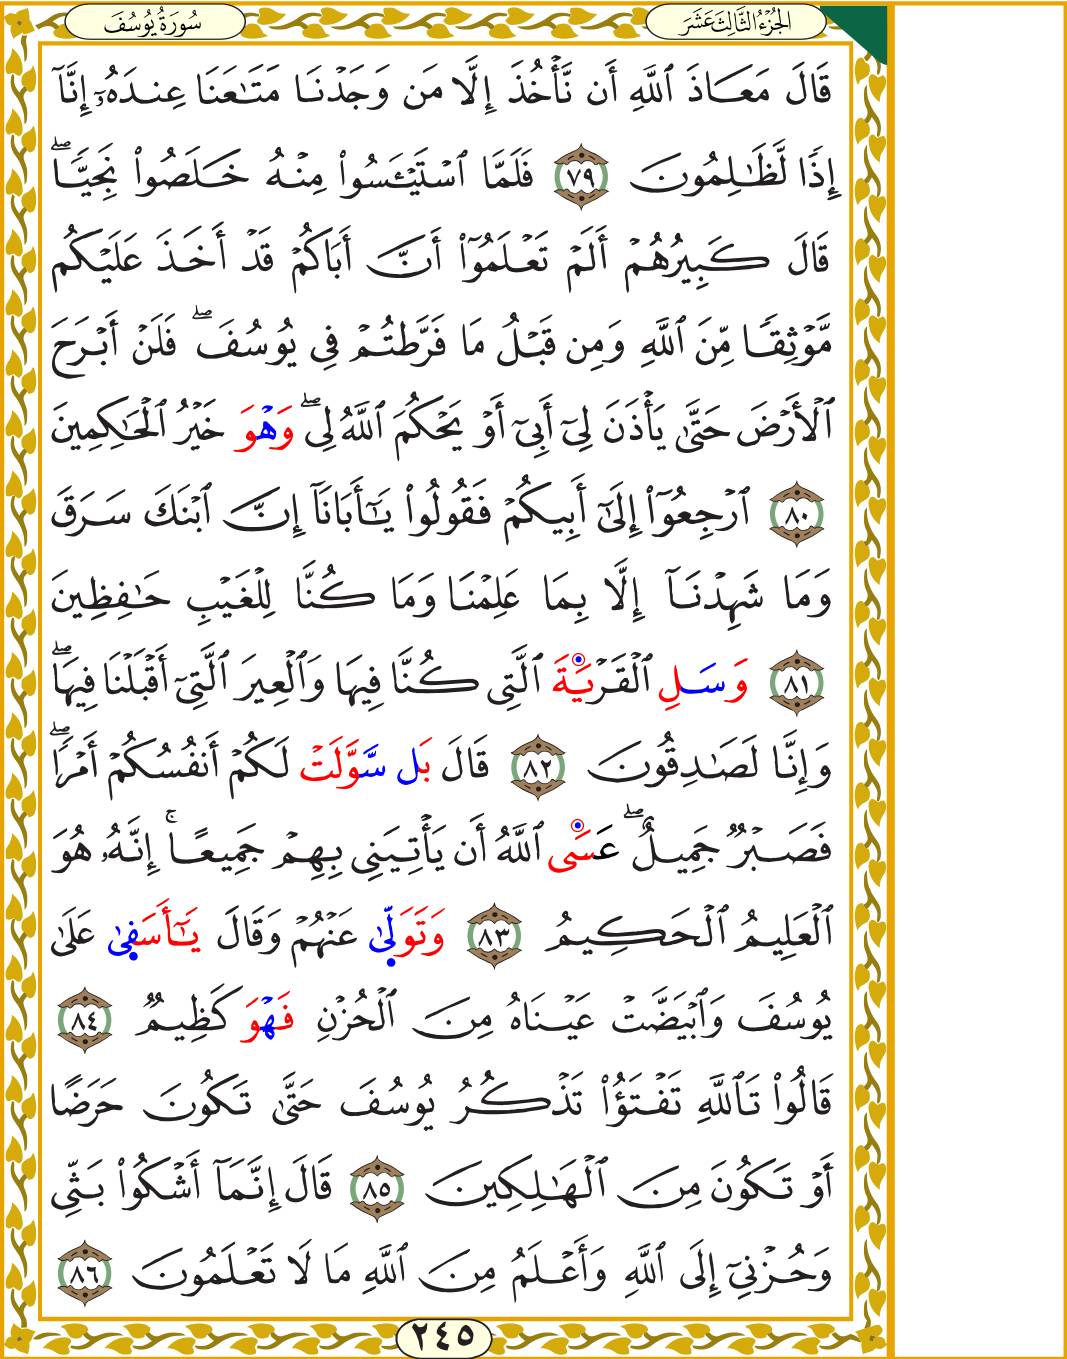 الجُزْءُ الثَّالِثَ عَشَرَ
سُورَةُ يُوسُفَ
قَالَ مَعَاذَ ٱللَّهِ أَن نَّأْخُذَ إِلَّا مَن وَجَدْنَا مَتَٰعَنَا عِندَهُۥٓ إِنَّآ
إِذًا لَّظَٰلِمُونَ ٧٩ فَلَمَّا ٱسْتَيْـَٔسُوا۟ مِنْهُ خَلَصُوا۟ نَجِيًّاۖ
قَالَ كَبِيرُهُمْ أَلَمْ تَعْلَمُوٓا۟ أَنَّ أَبَاكُمْ قَدْ أَخَذَ عَلَيْكُم
مَّوْثِقًا مِّنَ ٱللَّهِ وَمِن قَبْلُ مَا فَرَّطتُمْ فِى يُوسُفَۖ فَلَنْ أَبْرَحَ
ٱلْأَرْضَ حَتَّىٰ يَأْذَنَ لِىٓ أَبِىٓ أَوْ يَحْكُمَ ٱللَّهُ لِىۖ وَهْوَ خَيْرُ ٱلْحَٰكِمِينَ
٨٠ ٱرْجِعُوٓا۟ إِلَىٰٓ أَبِيكُمْ فَقُولُوا۟ يَٰٓأَبَانَآ إِنَّ ٱبْنَكَ سَرَقَ
وَمَا شَهِدْنَآ إِلَّا بِمَا عَلِمْنَا وَمَا كُنَّا لِلْغَيْبِ حَٰفِظِينَ
٨١ وَسَلِ ٱلْقَرْيَةَ ٱلَّتِى كُنَّا فِيهَا وَٱلْعِيرَ ٱلَّتِىٓ أَقْبَلْنَا فِيهَاۖ
وَإِنَّا لَصَٰدِقُونَ ٨٢ قَالَ بَل سَّوَّلَتْ لَكُمْ أَنفُسُكُمْ أَمْرًاۖ
فَصَبْرٌ جَمِيلٌۖ عَسَى ٱللَّهُ أَن يَأْتِيَنِى بِهِمْ جَمِيعًاۚ إِنَّهُۥ هُوَ
ٱلْعَلِيمُ ٱلْحَكِيمُ ٨٣ وَتَوَلَّىٰ عَنْهُمْ وَقَالَ يَٰٓأَسَفَىٰ عَلَىٰ
يُوسُفَ وَٱبْيَضَّتْ عَيْنَاهُ مِنَ ٱلْحُزْنِ فَهْوَ كَظِيمٌ ٨٤
قَالُوا۟ تَٱللَّهِ تَفْتَؤُا۟ تَذْكُرُ يُوسُفَ حَتَّىٰ تَكُونَ حَرَضًا
أَوْ تَكُونَ مِنَ ٱلْهَٰلِكِينَ ٨٥ قَالَ إِنَّمَآ أَشْكُوا۟ بَثِّى
وَحُزْنِىٓ إِلَى ٱللَّهِ وَأَعْلَمُ مِنَ ٱللَّهِ مَا لَا تَعْلَمُونَ ٨٦
٢٤٥